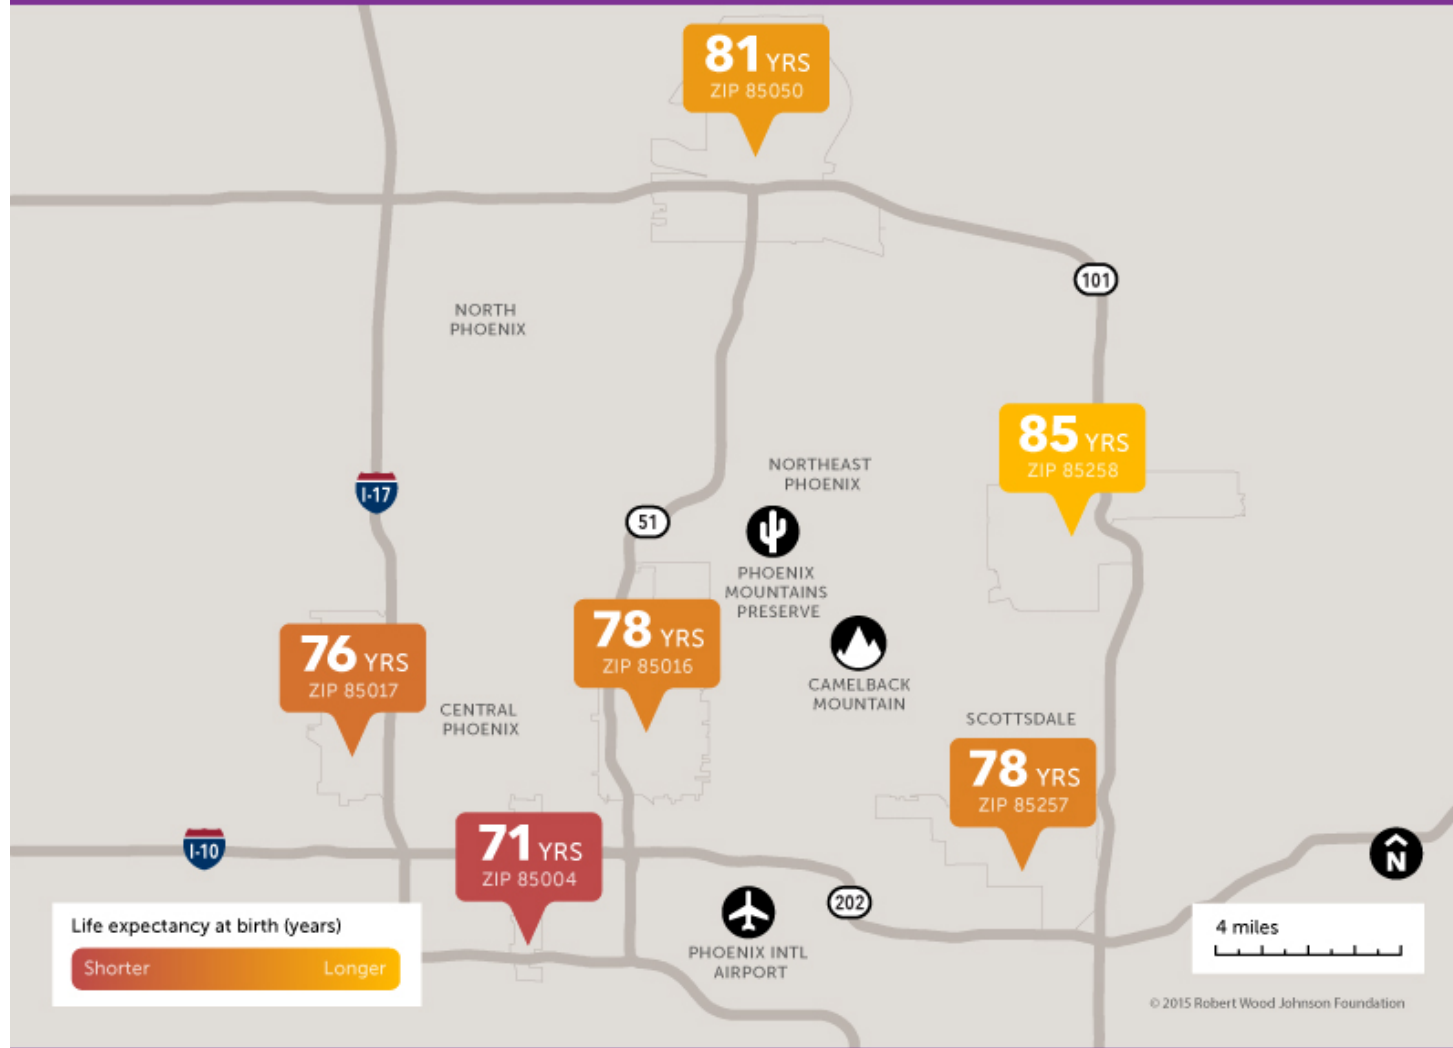 81 YRS
ZIP 85050
101
NORTH
PHOENIX
85 YRS
ZIP 85258
NORTHEAST
PHOENIX
I-17
51
PHOENIX
MOUNTAINS
PRESERVE
78 YRS
ZIP 85016
76 YRS
ZIP 85017
CAMELBACK
MOUNTAIN
CENTRAL
PHOENIX
SCOTTSDALE
78 YRS
ZIP 85257
71 YRS
ZIP 85004
I-10
N
202
Life expectancy at birth (years)
Shorter Longer
PHOENIX INTL
AIRPORT
4 miles
© 2015 Robert Wood Johnson Foundation